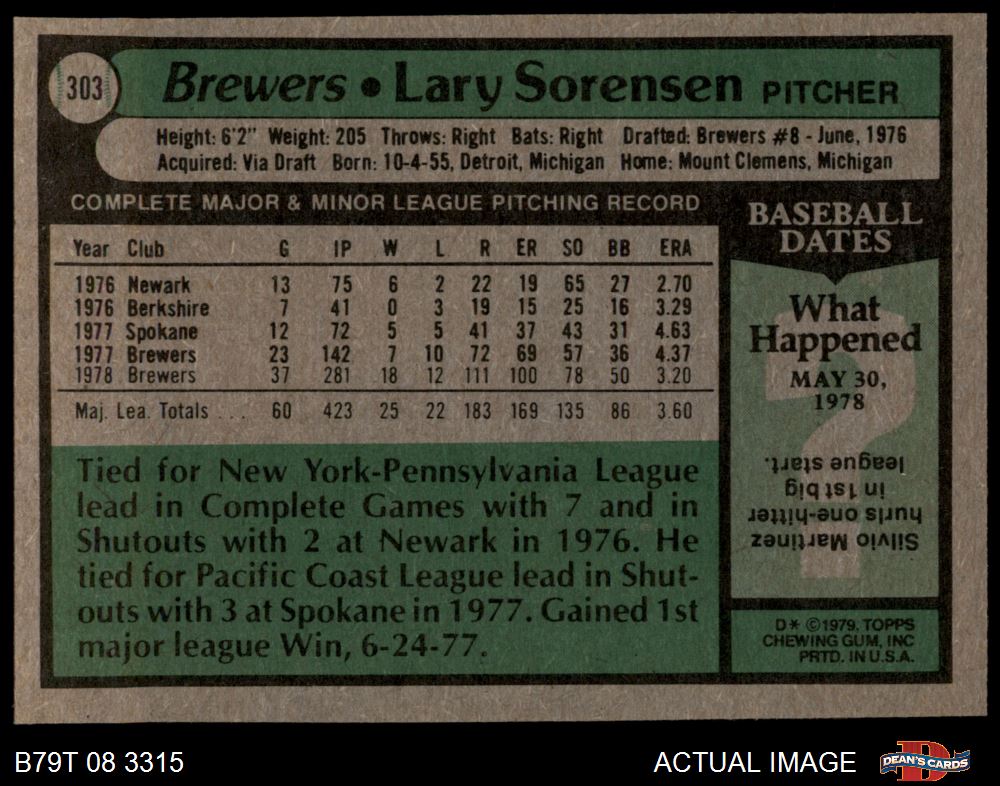 303
Brewers • Lary Sorensen PITCHER
Height: 6'2" Weight: 205 Throws: Right Bats: Right Drafted: Brewers #8 - June, 1976
Acquired: Via Draft Born: 10-4-55, Detroit, Michigan Home: Mount Clemens, Michigan
COMPLETE MAJOR & MINOR LEAGUE PITCHING RECORD
Year Club G IP W L R ER SO BB ERA
1976 Newark 13 75 6 2 22 19 65 27 2.70
1976 Berkshire 7 41 0 3 19 15 25 16 3.29
1977 Spokane 12 72 5 5 41 37 43 31 4.63
1977 Brewers 23 142 7 10 72 69 57 36 4.37
1978 Brewers 37 281 18 12 111 100 78 50 3.20
Maj. Lea. Totals ... 60 423 25 22 183 169 135 86 3.60
Tied for New York-Pennsylvania League
lead in Complete Games with 7 and in
Shutouts with 2 at Newark in 1976. He
tied for Pacific Coast League lead in Shut-
outs with 3 at Spokane in 1977. Gained 1st
major league Win, 6-24-77.
BASEBALL
DATES
What
Happened
MAY 30,
1978
Silvio Martinez
hurls one-hitter
in 1st big
league start.
D* ©1979. TOPPS
CHEWING GUM, INC
PRTD. IN U.S.A.
B79T 08 3315
ACTUAL IMAGE
D
DEAN'S CARDS